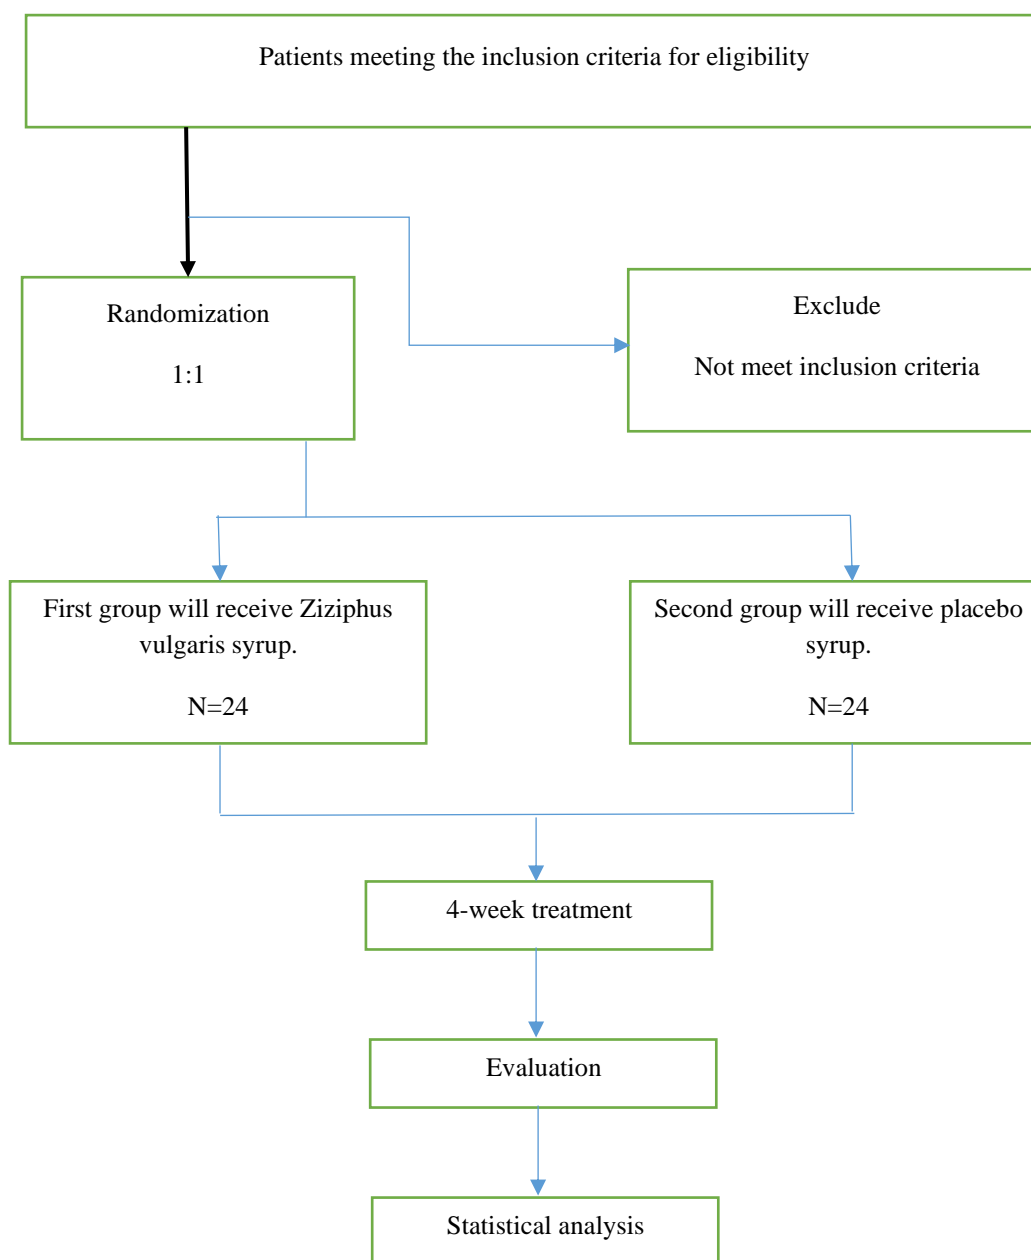 Patients meeting the inclusion criteria for eligibility
Randomization
1:1
Exclude
Not meet inclusion criteria
First group will receive Ziziphus
vulgaris syrup.
N=24
Second group will receive placebo
syrup.
N=24
4-week treatment
Evaluation
Statistical analysis